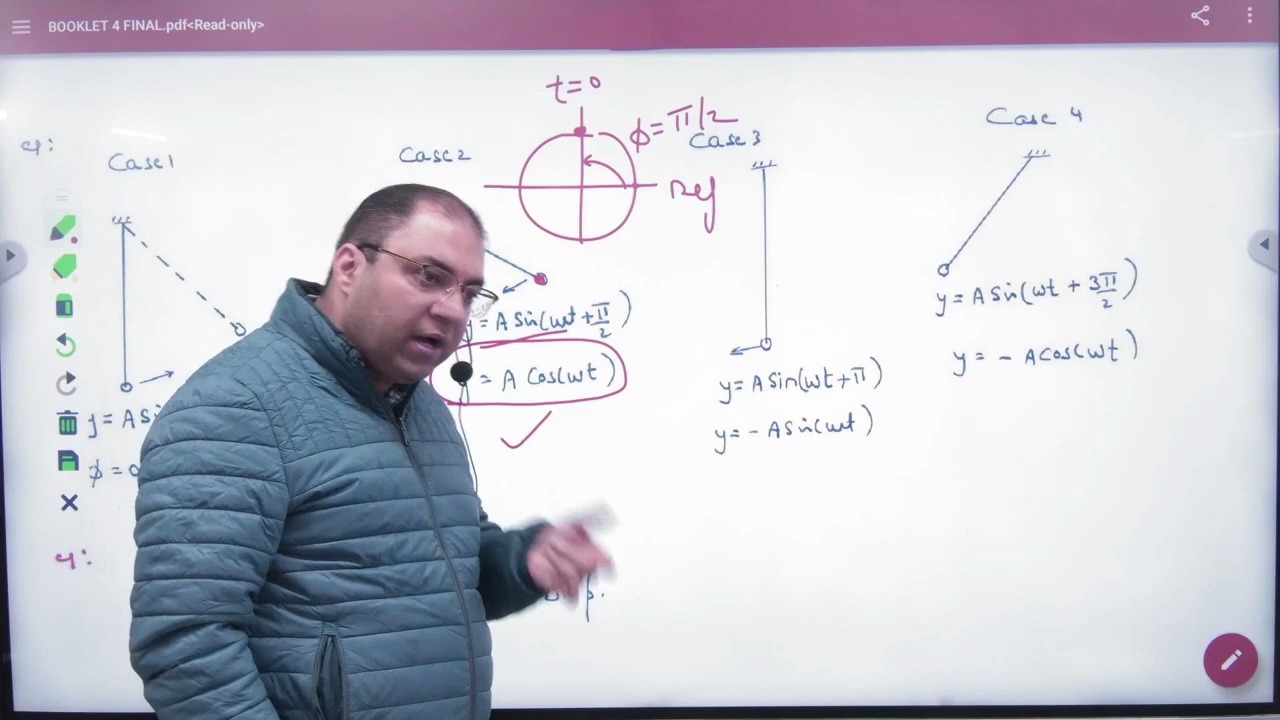 BOOKLET 4 FINAL.pdf<Read-only>
t=0
ϕ=π/2
Ref
eg:
Case 1
ϕ=0
Case 2
y = A Sin(ωt+π/2)
= A Cos(ωt)
Case 3
y=A Sin(ωt+π)
y=- A Sin(ωt)
Case 4
y=A Sin(ωt + 3π/2)
y = - A Cos(ωt)